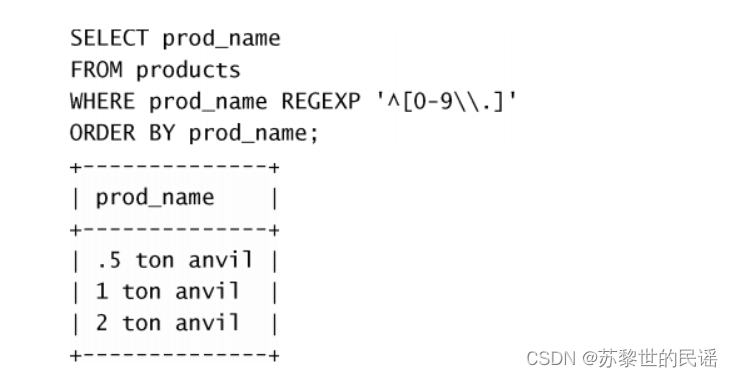 SELECT prod_name
FROM products
WHERE prod_name REGEXP '^[0-9\\.]'
ORDER BY prod_name;
+--------------+
| prod_name    |
+--------------+
| .5 ton anvil |
| 1 ton anvil  |
| 2 ton anvil  |
+--------------+
CSDN @苏黎世的民谣